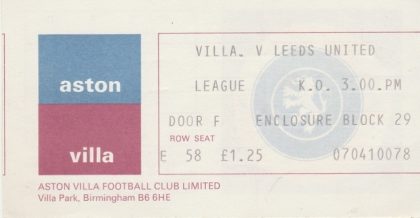 VILLA. V LEEDS UNITED
aston
LEAGUE K.O. 3.00.PM
DOOR F ENCLOSURE BLOCK 29
ROW SEAT
villa
E 58 £1.25 070410078
ASTON VILLA FOOTBALL CLUB LIMITED
Villa Park, Birmingham B6 6HE